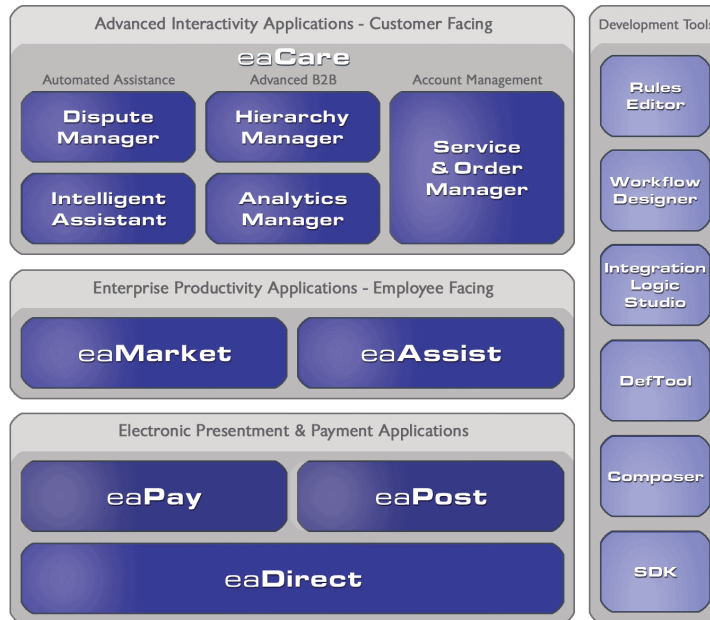 Advanced Interactivity Applications - Customer Facing
eaCare
Automated Assistance
Dispute
Manager
Intelligent
Assistant
Advanced B2B
Hierarchy
Manager
Analytics
Manager
Account Management
Service
& Order
Manager
Enterprise Productivity Applications - Employee Facing
eaMarket
eaAssist
Electronic Presentment & Payment Applications
eaPay
eaPost
eaDirect
Development Tools
Rules
Editor
Workflow
Designer
Integration
Logic
Studio
DefTool
Composer
SDK